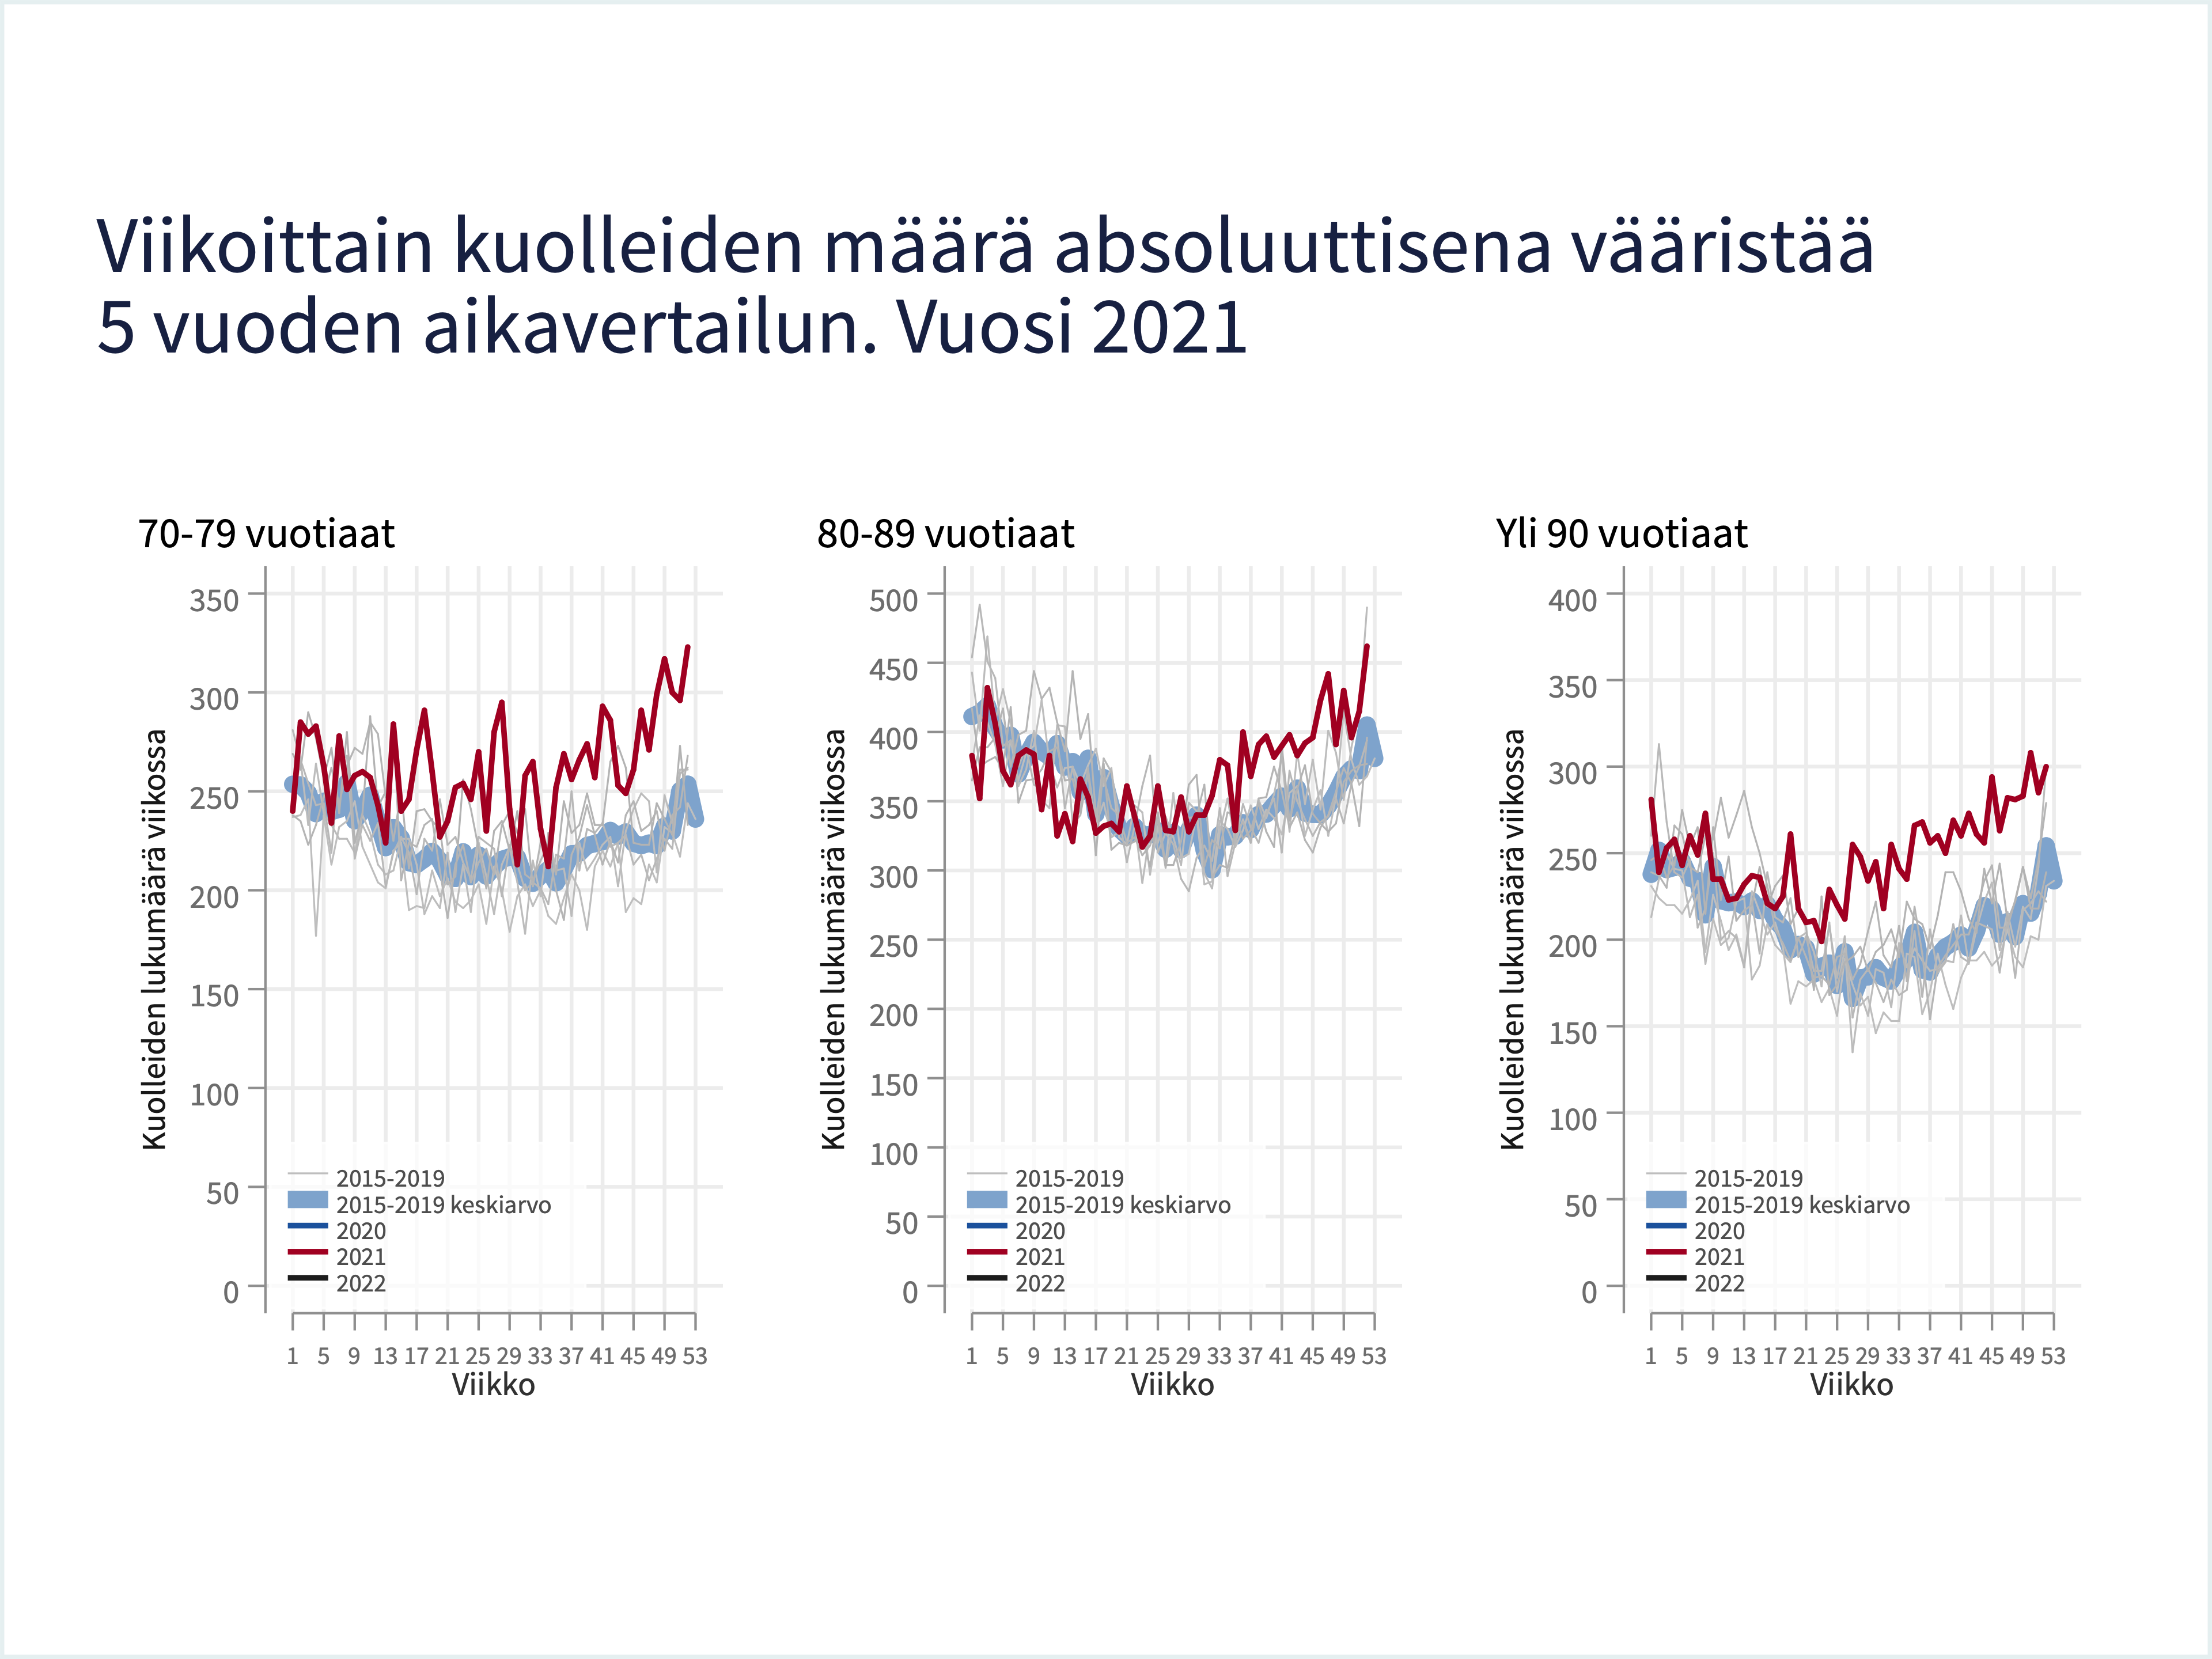 Viikoittain kuolleiden määrä absoluuttisena vääristää
5 vuoden aikavertailun. Vuosi 2021
70-79 vuotiaat
Kuolleiden lukumäärä viikossa
350
300
250
200
150
100
50
0
2015-2019
2015-2019 keskiarvo
2020
2021
2022
1 5 9 13 17 21 25 29 33 37 41 45 49 53
Viikko
80-89 vuotiaat
Kuolleiden lukumäärä viikossa
500
450
400
350
300
250
200
150
100
50
0
2015-2019
2015-2019 keskiarvo
2020
2021
2022
1 5 9 13 17 21 25 29 33 37 41 45 49 53
Viikko
Yli 90 vuotiaat
Kuolleiden lukumäärä viikossa
400
350
300
250
200
150
100
50
0
2015-2019
2015-2019 keskiarvo
2020
2021
2022
1 5 9 13 17 21 25 29 33 37 41 45 49 53
Viikko